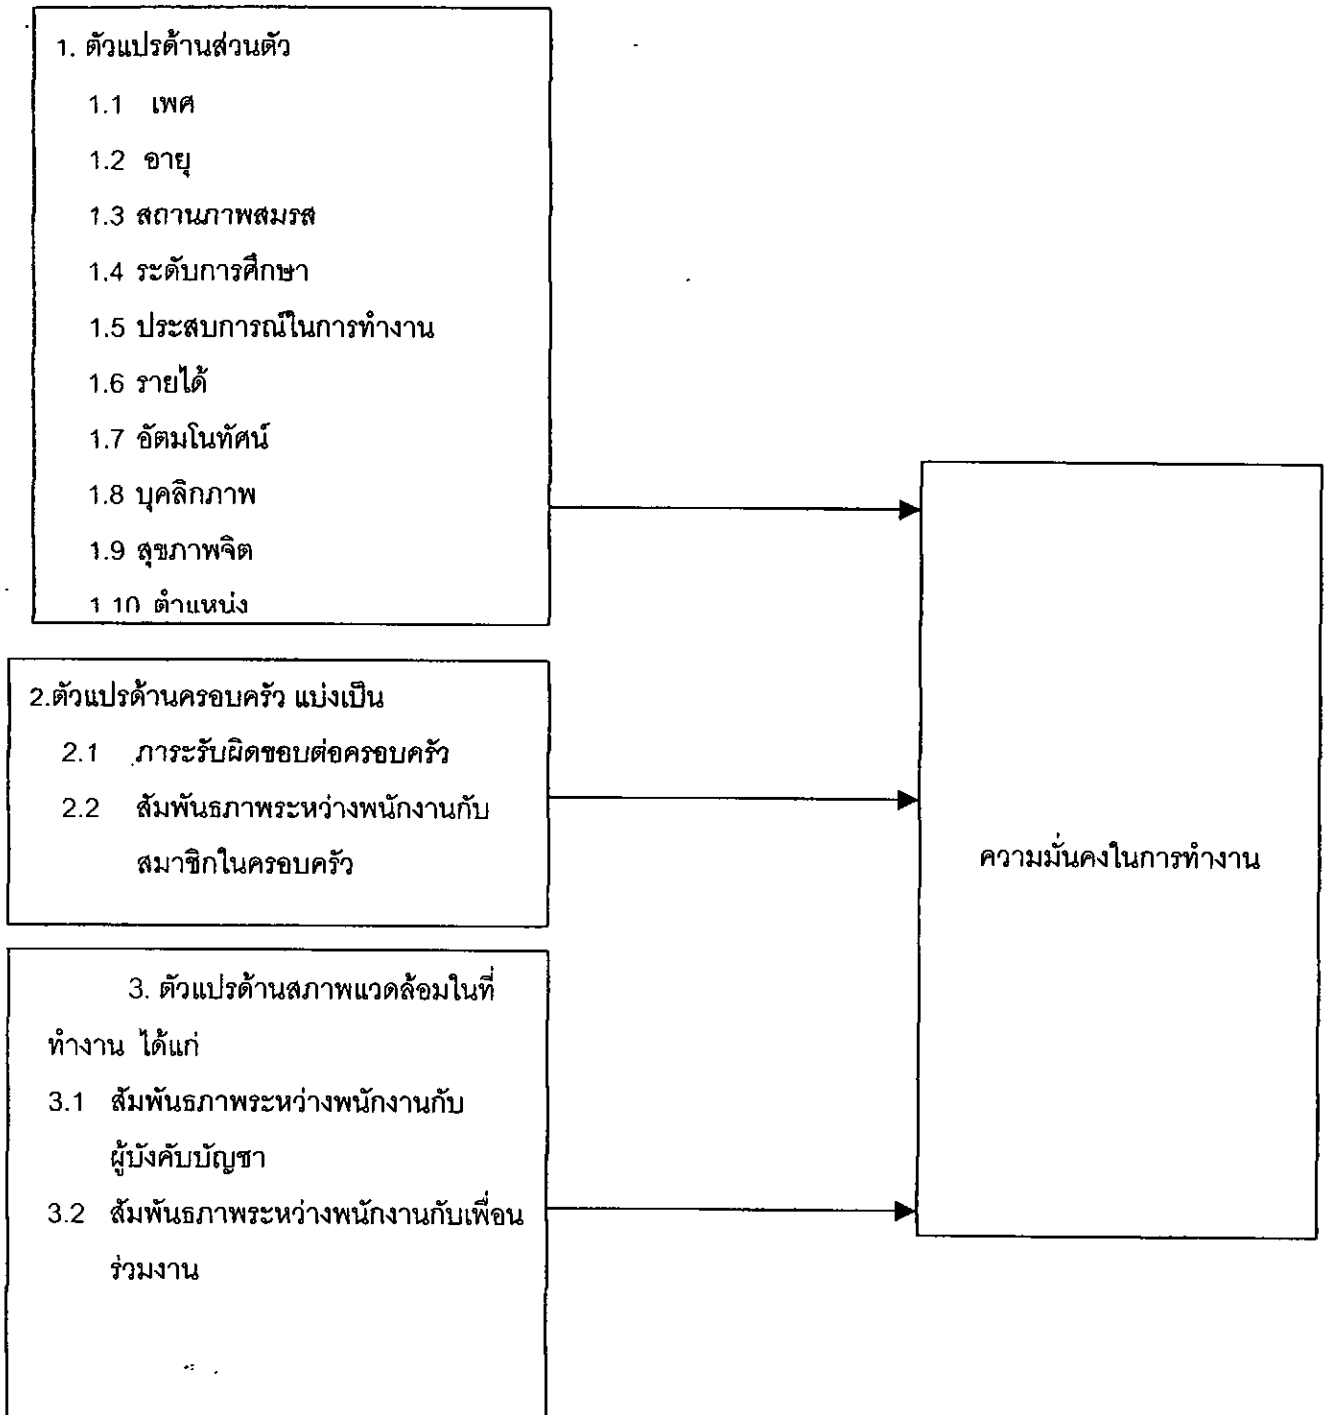 1. ตัวแปรด้านส่วนตัว
1.1 เพศ
1.2 อายุ
1.3 สถานภาพสมรส
1.4 ระดับการศึกษา
1.5 ประสบการณ์ในการทำงาน
1.6 รายได้
1.7 อัตมโนทัศน์
1.8 บุคลิกภาพ
1.9 สุขภาพจิต
1.10 ตำแหน่ง
2.ตัวแปรด้านครอบครัว แบ่งเป็น
2.1 ภาระรับผิดชอบต่อครอบครัว
2.2 สัมพันธภาพระหว่างพนักงานกับ
สมาชิกในครอบครัว
3. ตัวแปรด้านสภาพแวดล้อมในที่
ทำงาน ได้แก่
3.1 สัมพันธภาพระหว่างพนักงานกับ
ผู้บังคับบัญชา
3.2 สัมพันธภาพระหว่างพนักงานกับเพื่อน
ร่วมงาน
ความมั่นคงในการทำงาน